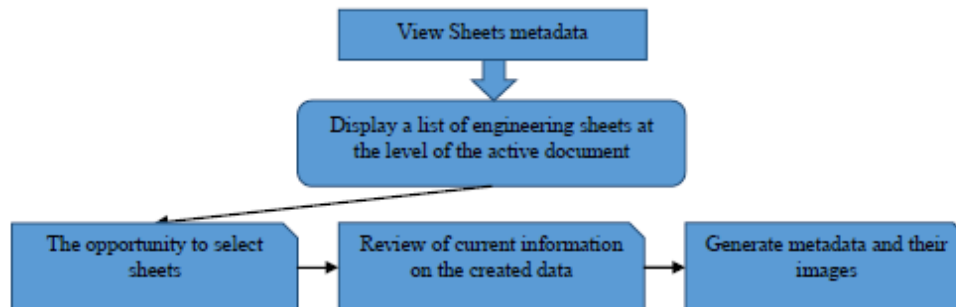 View Sheets metadata
Display a list of engineering sheets at
the level of the active document
The opportunity to select
sheets
Review of current information
on the created data
Generate metadata and their
images